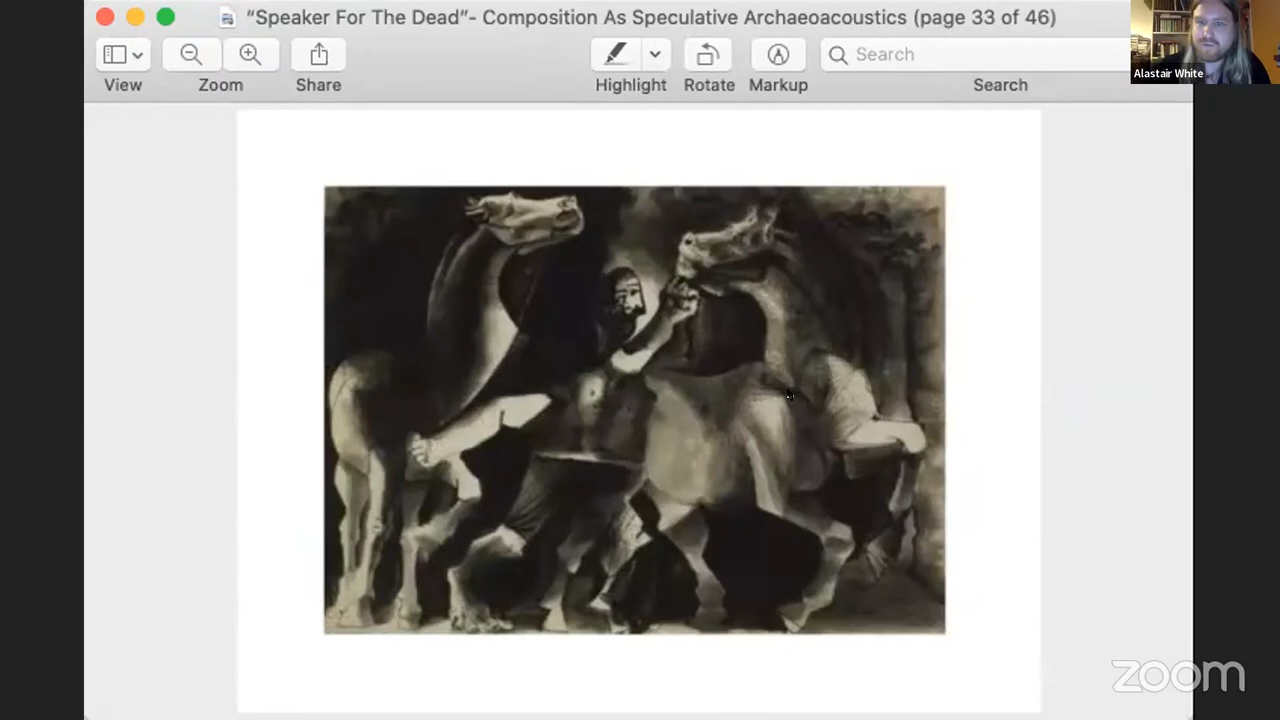 “Speaker For The Dead”- Composition As Speculative Archaeoacoustics (page 33 of 46)
Search
View
Zoom
Share
Highlight
Rotate
Markup
Search
Alastair White
zoom